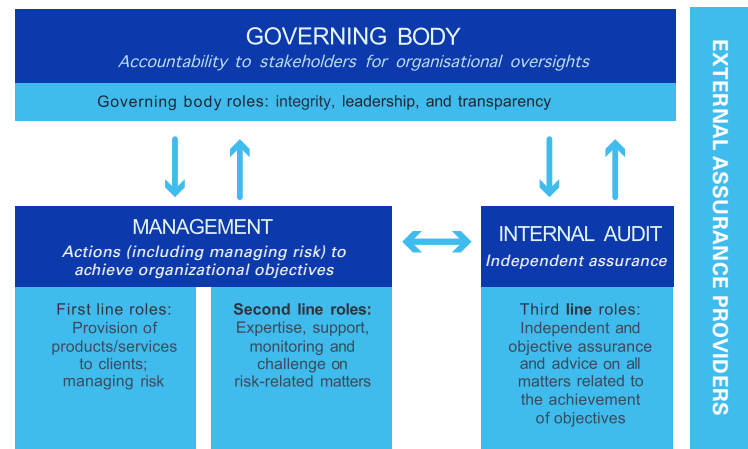 GOVERNING BODY
Accountability to stakeholders for organisational oversights
Governing body roles: integrity, leadership, and transparency
MANAGEMENT
Actions (including managing risk) to
achieve organizational objectives
First line roles:
Provision of
products/services
to clients;
managing risk
Second line roles:
Expertise, support,
monitoring and
challenge on
risk-related matters
INTERNAL AUDIT
Independent assurance
Third line roles:
Independent and
objective assurance
and advice on all
matters related to
the achievement
of objectives
EXTERNAL ASSURANCE PROVIDERS